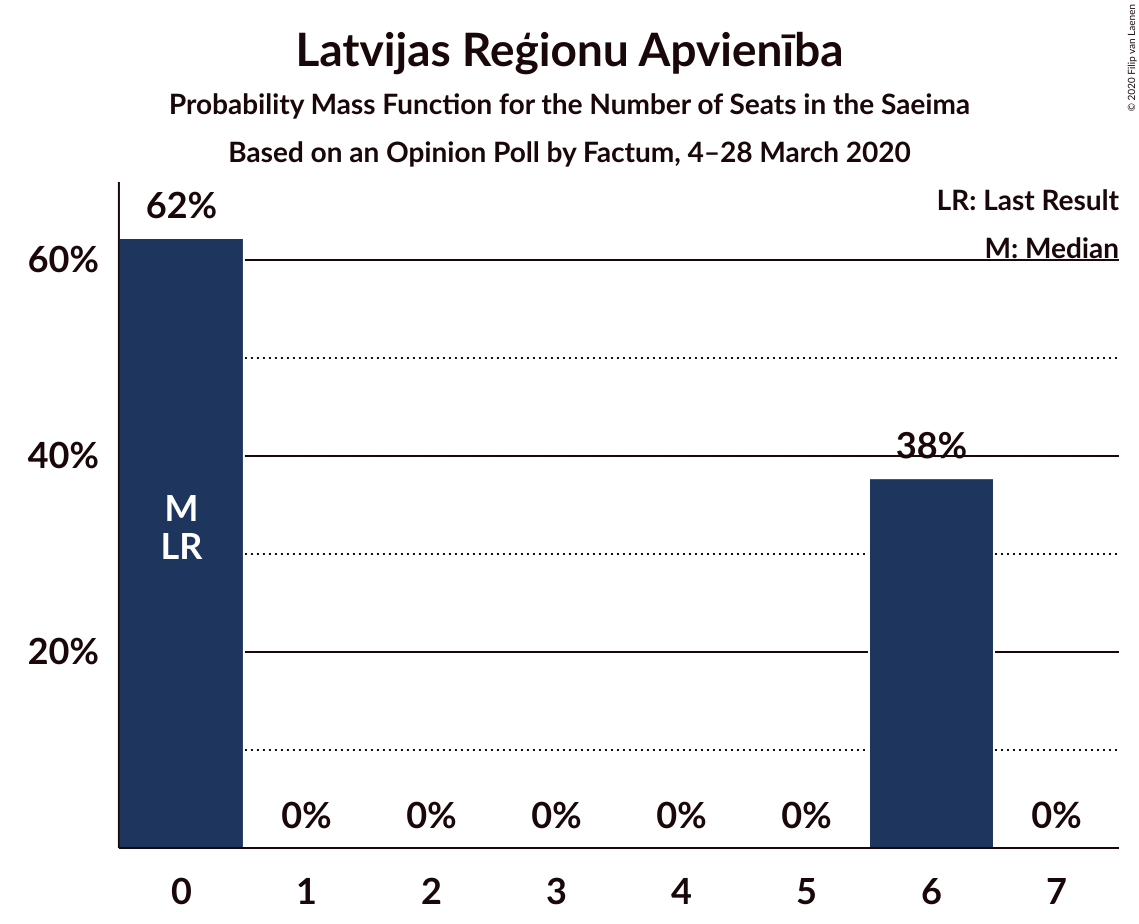 Latvijas Reģionu Apvienība
Probability Mass Function for the Number of Seats in the Saeima
Based on an Opinion Poll by Factum, 4–28 March 2020
© 2020 Filip van Laenen
LR: Last Result
M: Median
62%
60%
40%
20%
38%
M
LR
0%
0%
0%
0%
0%
0%
0
1
2
3
4
5
6
7